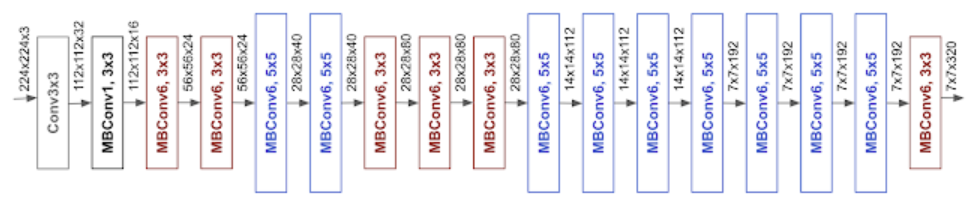 224x224x3
Conv3x3
112x112x32
MBConv1, 3x3
112x112x16
MBConv6, 3x3
56x56x24
MBConv6, 3x3
56x56x24
MBConv6, 5x5
28x28x40
MBConv6, 5x5
28x28x40
MBConv6, 3x3
28x28x80
MBConv6, 3x3
28x28x80
MBConv6, 3x3
28x28x80
MBConv6, 5x5
14x14x112
MBConv6, 5x5
14x14x112
MBConv6, 5x5
14x14x112
MBConv6, 5x5
7x7x192
MBConv6, 5x5
7x7x192
MBConv6, 5x5
7x7x192
MBConv6, 5x5
7x7x192
MBConv6, 3x3
7x7x320